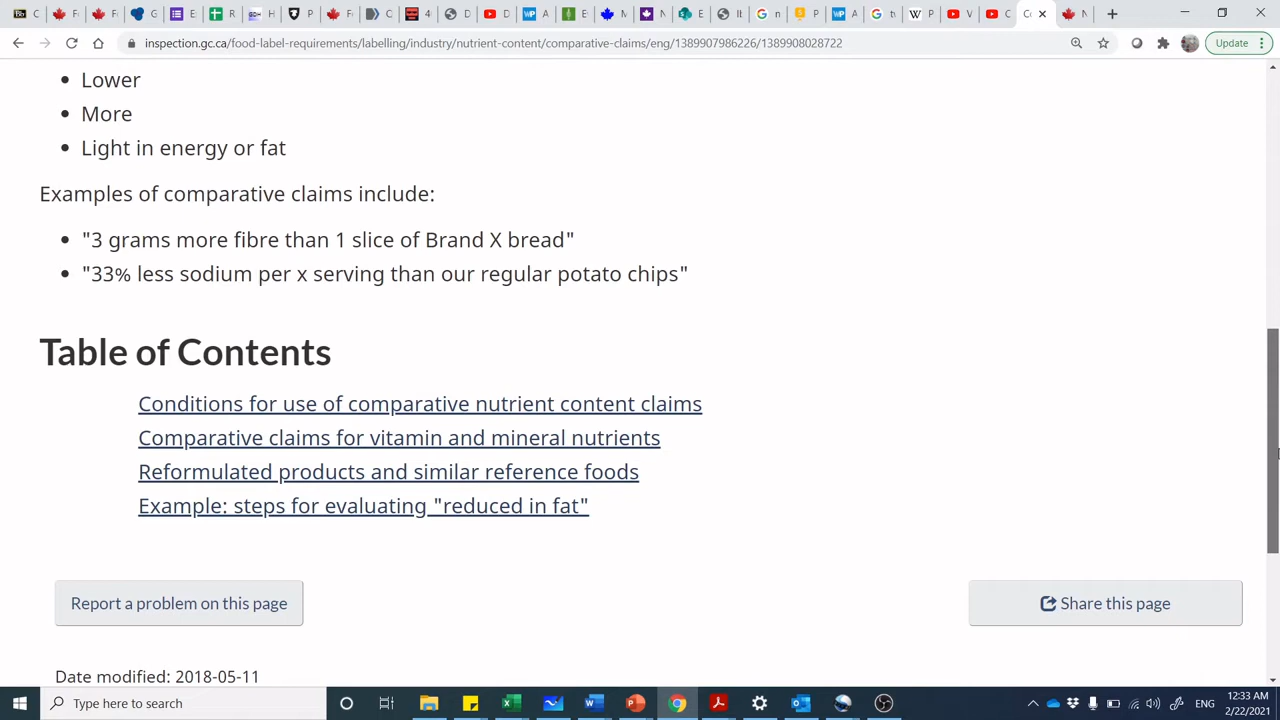 inspection.gc.ca/food-label-requirements/labelling/industry/nutrient-content/comparative-claims/eng/1389907986226/1389908028722
Update
Lower
More
Light in energy or fat
Examples of comparative claims include:
"3 grams more fibre than 1 slice of Brand X bread"
"33% less sodium per x serving than our regular potato chips"
Table of Contents
Conditions for use of comparative nutrient content claims
Comparative claims for vitamin and mineral nutrients
Reformulated products and similar reference foods
Example: steps for evaluating "reduced in fat"
Report a problem on this page
Share this page
Date modified: 2018-05-11
Type here to search
ENG
12:33 AM
2/22/2021